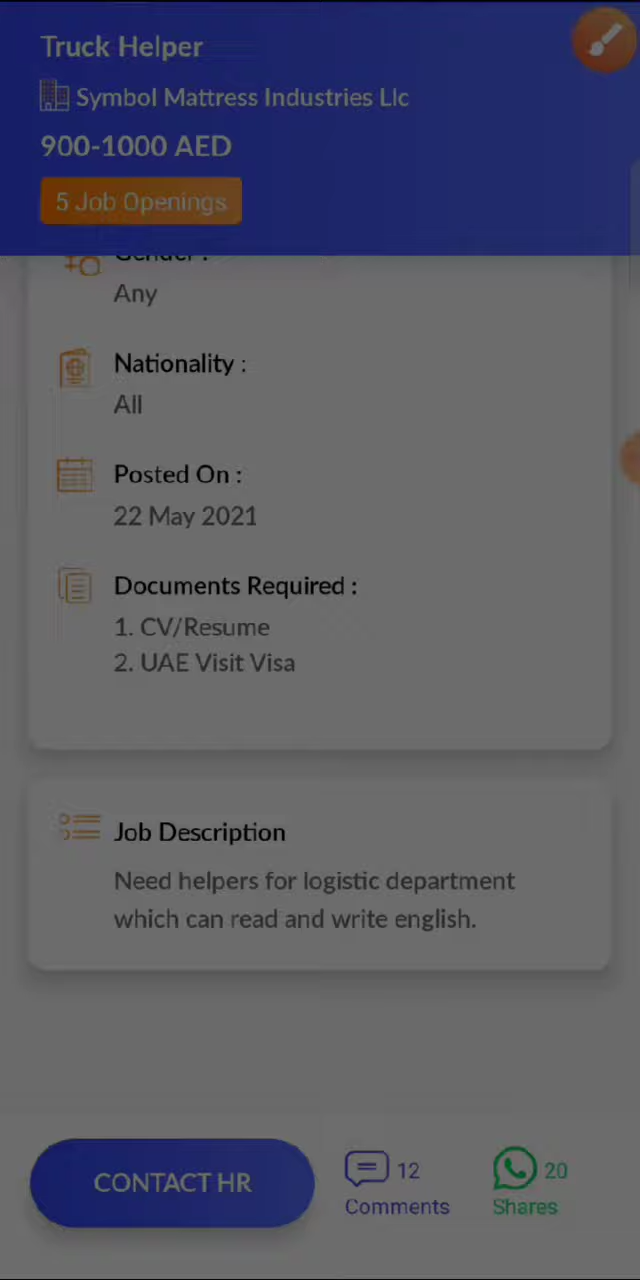 Truck Helper
Symbol Mattress Industries Llc
900-1000 AED
5 Job Openings
Gender :
Any
Nationality :
All
Posted On :
22 May 2021
Documents Required :
1. CV/Resume
2. UAE Visit Visa
Job Description
Need helpers for logistic department
which can read and write english.
CONTACT HR
12
Comments
20
Shares